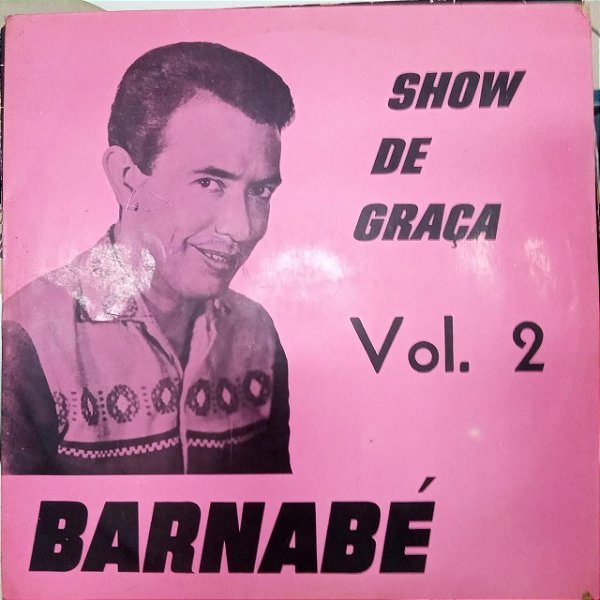 SHOW
DE
GRAÇA
Vol. 2
BARNABÉ